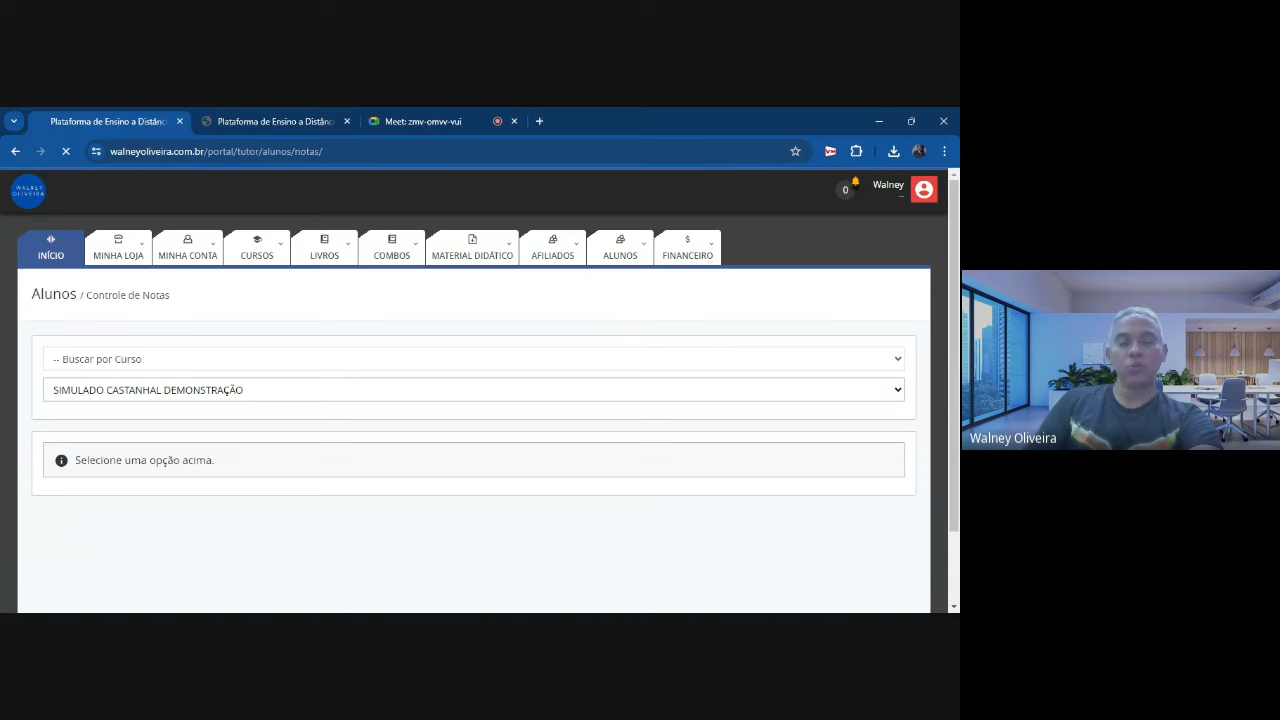 Plataforma de Ensino a Distânc
Plataforma de Ensino a Distânc
Meet: zmv-omvv-vui
walneyoliveira.com.br/portal/tutor/alunos/notas/
WALNEY
OLIVEIRA
0
Walney
--
INÍCIO
MINHA LOJA
MINHA CONTA
CURSOS
LIVROS
COMBOS
MATERIAL DIDÁTICO
AFILIADOS
ALUNOS
FINANCEIRO
Alunos / Controle de Notas
-- Buscar por Curso
SIMULADO CASTANHAL DEMONSTRAÇÃO
Selecione uma opção acima.
Walney Oliveira